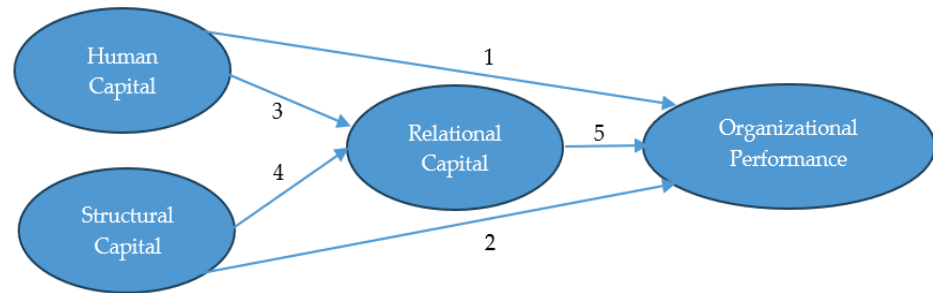 Human
Capital
1
3
Relational
Capital
5
Organizational
Performance
4
Structural
Capital
2